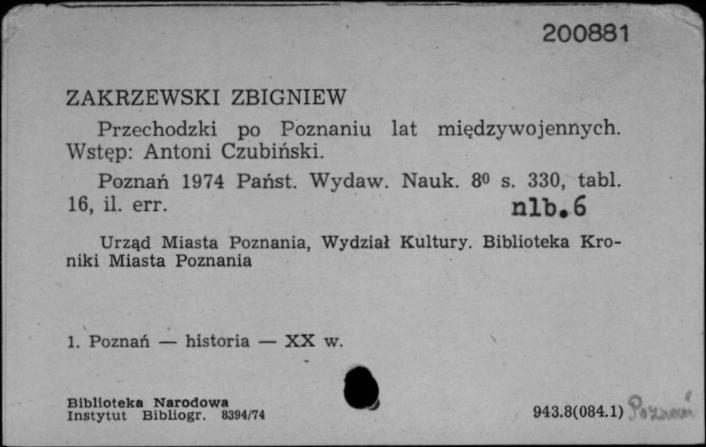 200881
ZAKRZEWSKI ZBIGNIEW
Przechodzki po Poznaniu lat międzywojennych.
Wstęp: Antoni Czubiński.
Poznań 1974 Państ. Wydaw. Nauk. 8⁰ s. 330, tabl.
16, il. err. nlb.6
Urząd Miasta Poznania, Wydział Kultury. Biblioteka Kro-
niki Miasta Poznania
1. Poznań — historia — XX w.
Biblioteka Narodowa
Instytut Bibliogr. 8394/74
943.8(084.1) Poznań